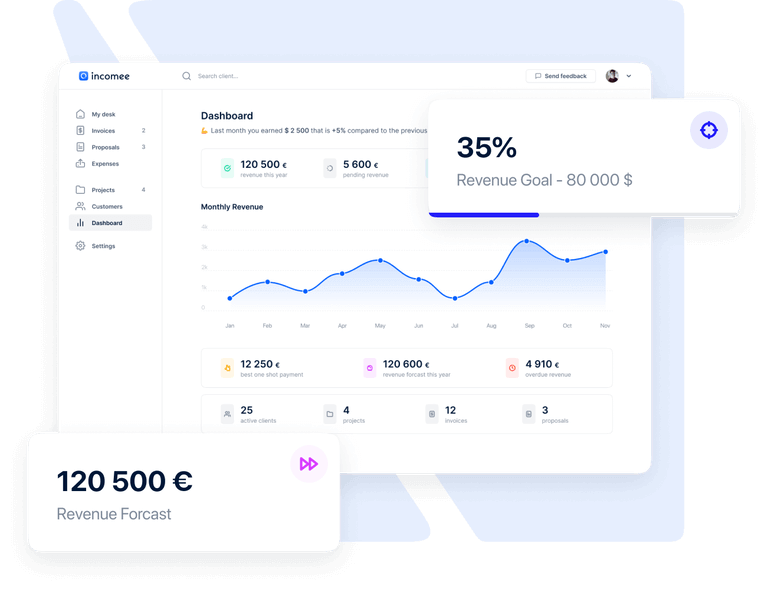 incomee
Search client...
Send feedback
My desk
Invoices 2
Proposals 3
Expenses
Projects 4
Customers
Dashboard
Settings
Dashboard
💪 Last month you earned $ 2 500 that is +5% compared to the previous
120 500 €
revenue this year
5 600 €
pending revenue
35%
Revenue Goal - 80 000 $
Monthly Revenue
4k
3k
2k
1k
0
Jan Feb Mar Apr May Jun Jul Aug Sep Oct Nov
12 250 €
best one shot payment
120 600 €
revenue forcast this year
4 910 €
overdue revenue
25
active clients
4
projects
12
invoices
3
proposals
120 500 €
Revenue Forcast